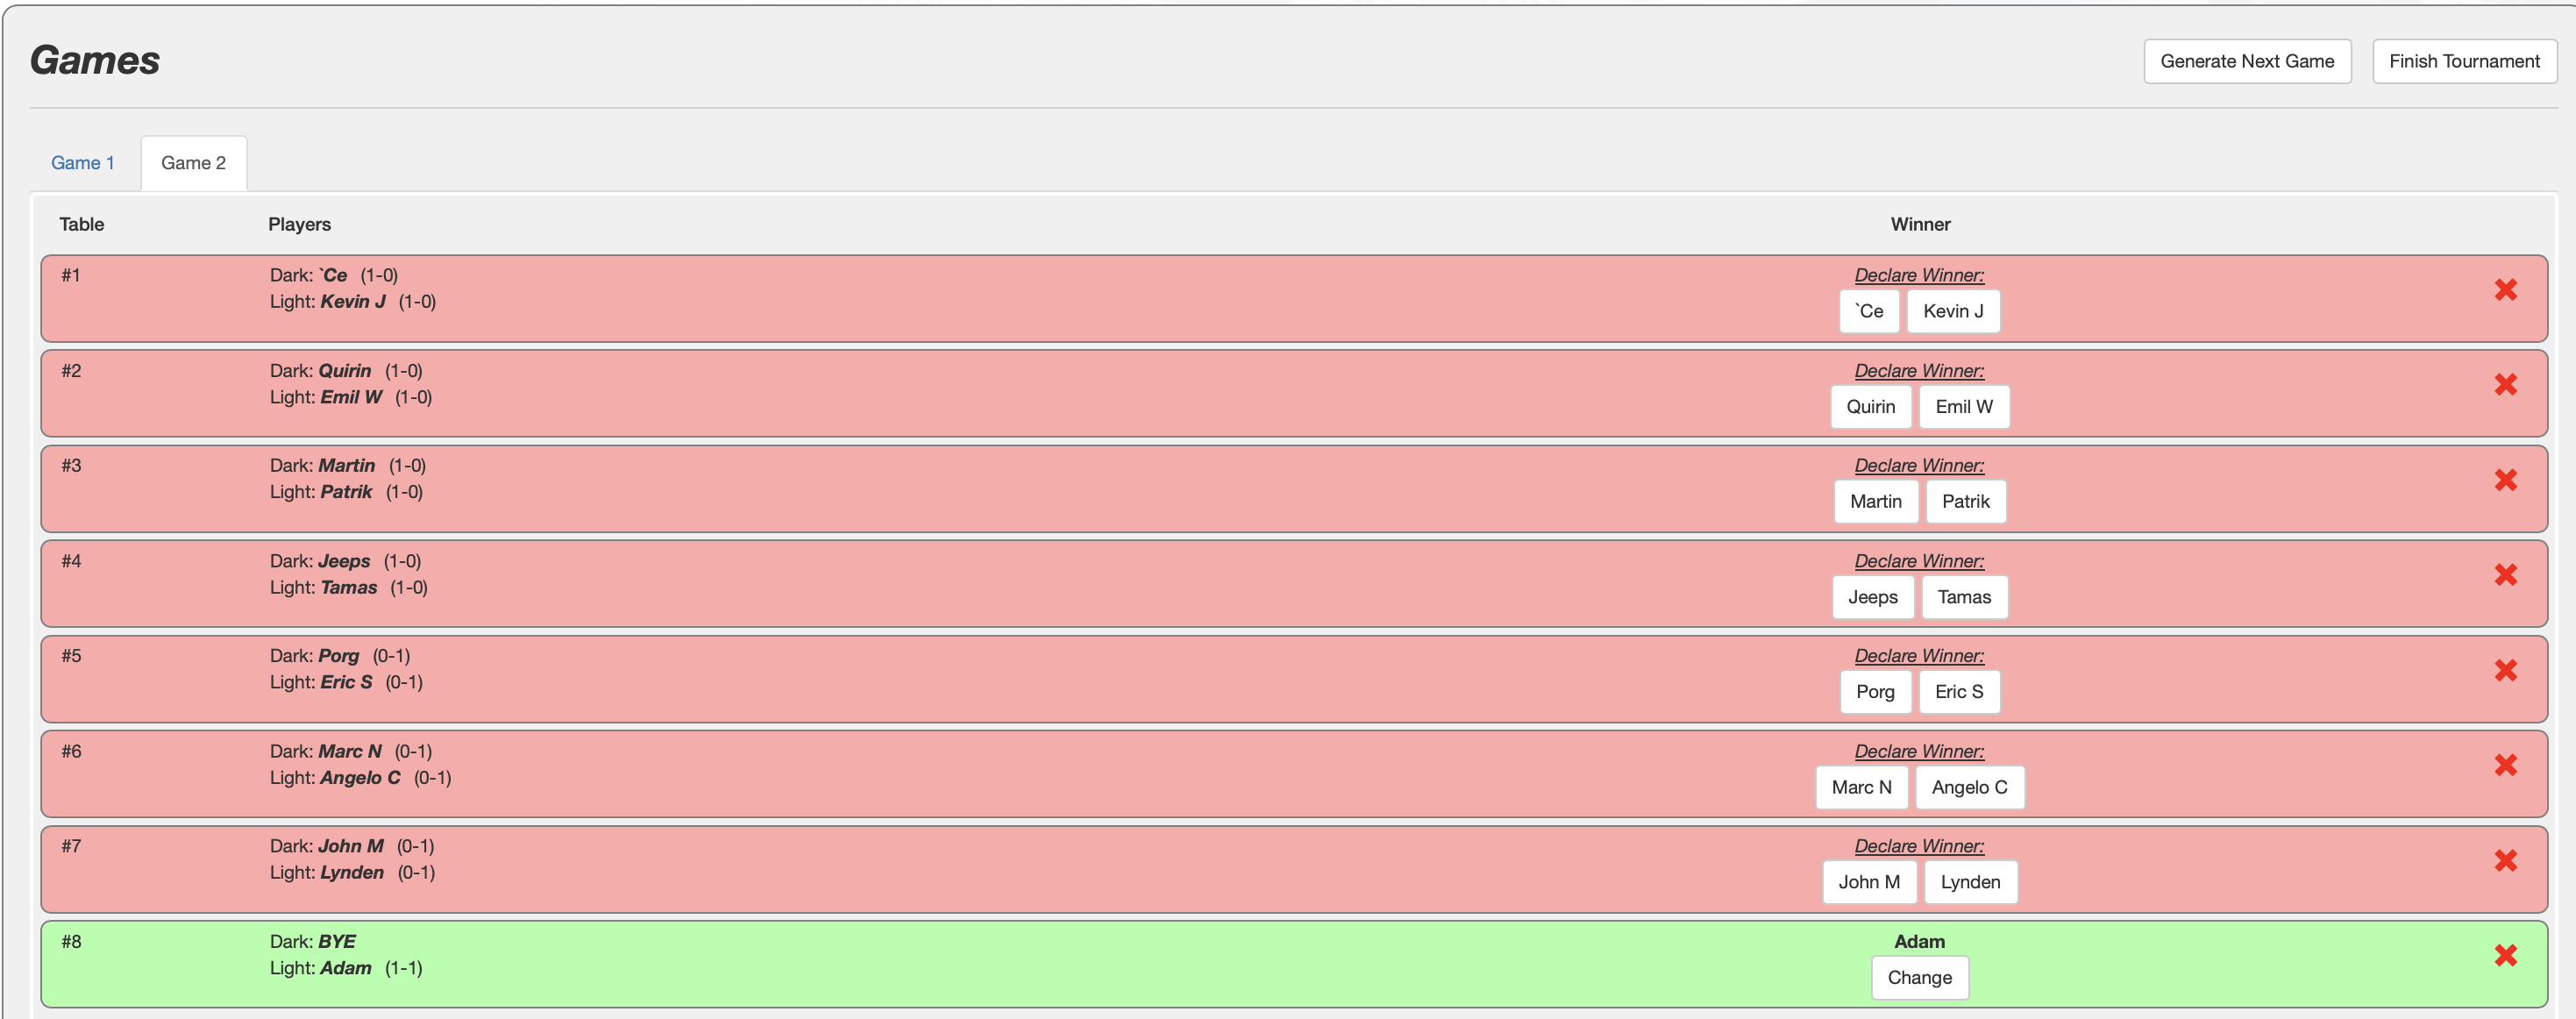 Games
Generate Next Game Finish Tournament
Game 1 Game 2
Table Players Winner
#1 Dark: `Ce (1-0) Declare Winner:
Light: Kevin J (1-0) `Ce Kevin J
#2 Dark: Quirin (1-0) Declare Winner:
Light: Emil W (1-0) Quirin Emil W
#3 Dark: Martin (1-0) Declare Winner:
Light: Patrik (1-0) Martin Patrik
#4 Dark: Jeeps (1-0) Declare Winner:
Light: Tamas (1-0) Jeeps Tamas
#5 Dark: Porg (0-1) Declare Winner:
Light: Eric S (0-1) Porg Eric S
#6 Dark: Marc N (0-1) Declare Winner:
Light: Angelo C (0-1) Marc N Angelo C
#7 Dark: John M (0-1) Declare Winner:
Light: Lynden (0-1) John M Lynden
#8 Dark: BYE Adam
Light: Adam (1-1) Change